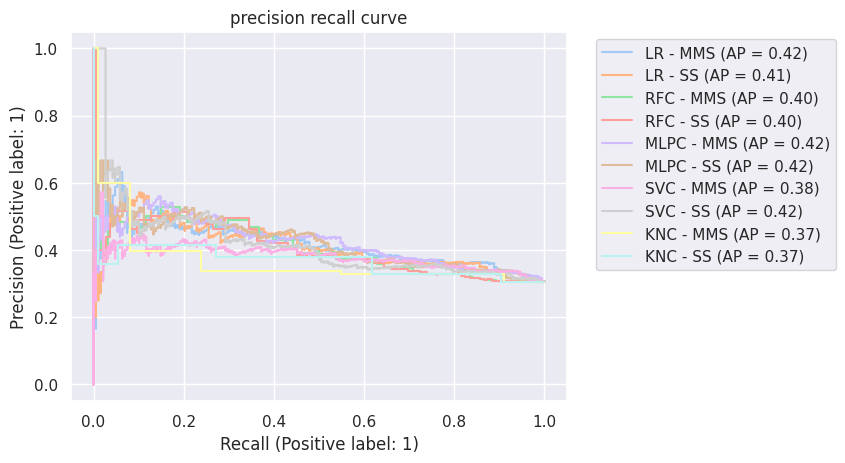 precision recall curve
Precision (Positive label: 1)
1.0
0.8
0.6
0.4
0.2
0.0
0.0 0.2 0.4 0.6 0.8 1.0
Recall (Positive label: 1)
LR - MMS (AP = 0.42)
LR - SS (AP = 0.41)
RFC - MMS (AP = 0.40)
RFC - SS (AP = 0.40)
MLPC - MMS (AP = 0.42)
MLPC - SS (AP = 0.42)
SVC - MMS (AP = 0.38)
SVC - SS (AP = 0.42)
KNC - MMS (AP = 0.37)
KNC - SS (AP = 0.37)